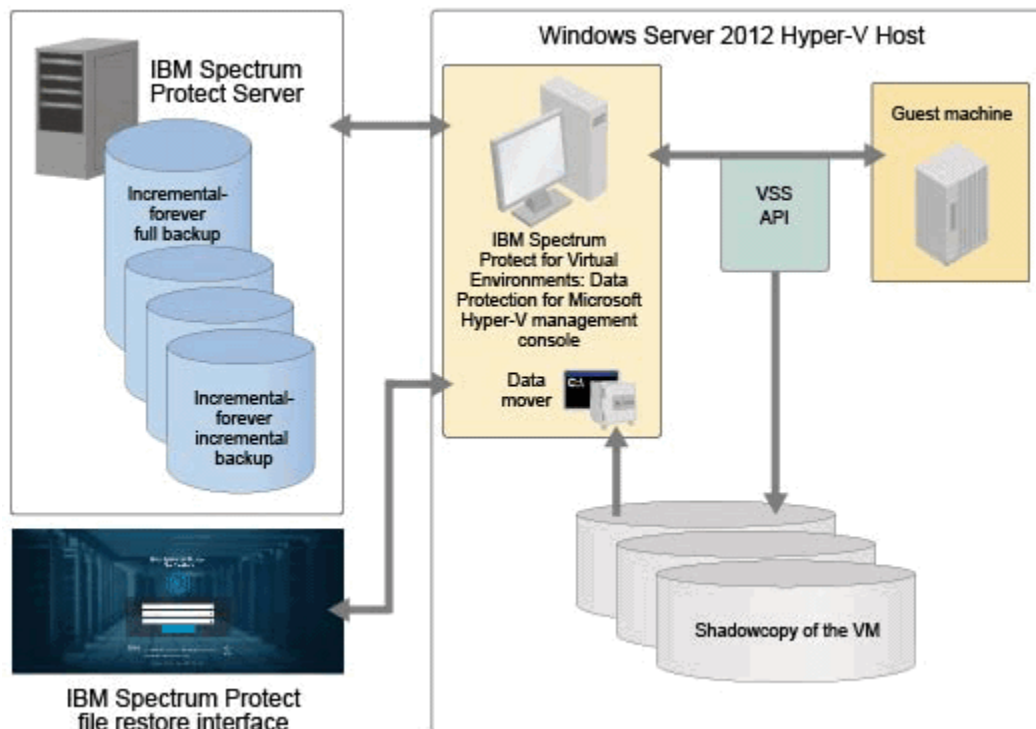 IBM Spectrum
Protect Server
Incremental-
forever
full backup
Incremental-
forever
incremental
backup
IBM Spectrum Protect
file restore interface
Windows Server 2012 Hyper-V Host
IBM Spectrum
Protect for Virtual
Environments: Data
Protection for Microsoft
Hyper-V management
console
Data
mover
C:\
VSS
API
Guest machine
Shadowcopy of the VM